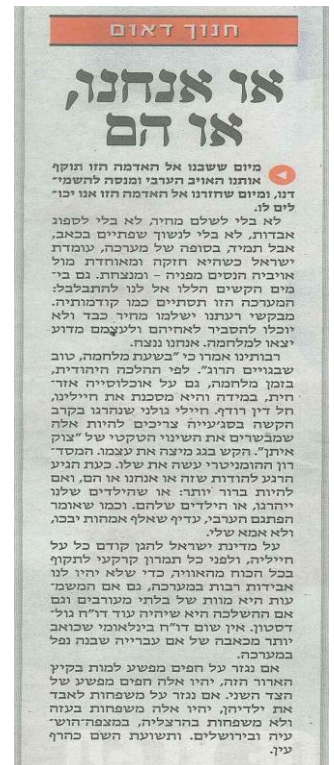 חנוך דאום
או אנחנו,
או הם
מיום ששבנו אל האדמה הזו תוקף
אותנו האויב הערבי ומנסה להשמי־
דנו, ומיום שחזרנו אל האדמה הזו אנו יכו־
לים לו.
לא בלי לשלם מחיר, לא בלי לספוג
אבדות, לא בלי לנשוך שפתיים בכאב,
אבל תמיד, בסופה של מערכה, עומדת
ישראל כשהיא חזקה ומאוחדת מול
אויביה הנסים מפניה - ומנצחת. גם בי־
מים הקשים הללו אל לנו להתבלבל:
המערכה הזו תסתיים כמו קודמותיה.
מבקשי רעתנו ישלמו מחיר כבד ולא
יוכלו להסביר לאחיהם ולעצמם מדוע
יצאו למלחמה. אנחנו ננצח.
רבותינו אמרו כי "בשעת מלחמה, טוב
שבגויים הרוג". לפי ההלכה היהודית,
בזמן מלחמה, גם על אוכלוסייה אזר־
חית, במידה והיא מסכנת את חיילינו,
חל דין רודף. חיילי גולני שנהרגו בקרב
הקשה בסג'עייה צריכים להיות אלה
שמבשרים את השינוי הטקטי של "צוק
איתן". הקש בגג מיצה את עצמו. המסד־
רון ההומניטרי עשה את שלו. כעת הגיע
הרגע להודות שזה או אנחנו או הם, ואם
להיות ברור יותר: או שהילדים שלנו
ייהרגו, או הילדים שלהם. וכמו שאומר
הפתגם הערבי, עדיף שאלף אמהות יבכו,
ולא אמא שלי.
על מדינת ישראל להגן קודם כל על
חייליה, ולפני כל תמרון קרקעי לתקוף
בכל הכוח מהאוויר, כדי שלא יהיו לנו
אבידות רבות במערכה, גם אם המשמ־
עות היא מוות של בלתי מעורבים וגם
אם ההשלכה היא שיהיה עוד דו"ח גול־
דסטון. אין שום דו"ח בינלאומי שכואב
יותר מכאבה של אם עברייה שבנה נפל
במערכה.
אם נגזר על חפים מפשע למות בקיץ
הארור הזה, יהיו אלה חפים מפשע של
הצד השני. אם נגזר על משפחות לאבד
את ילדיהן, יהיו אלה משפחות בעזה
ולא משפחות בהרצליה, במצפה־הוש־
עיה ובירושלים. ותשועת השם כהרף
עין.